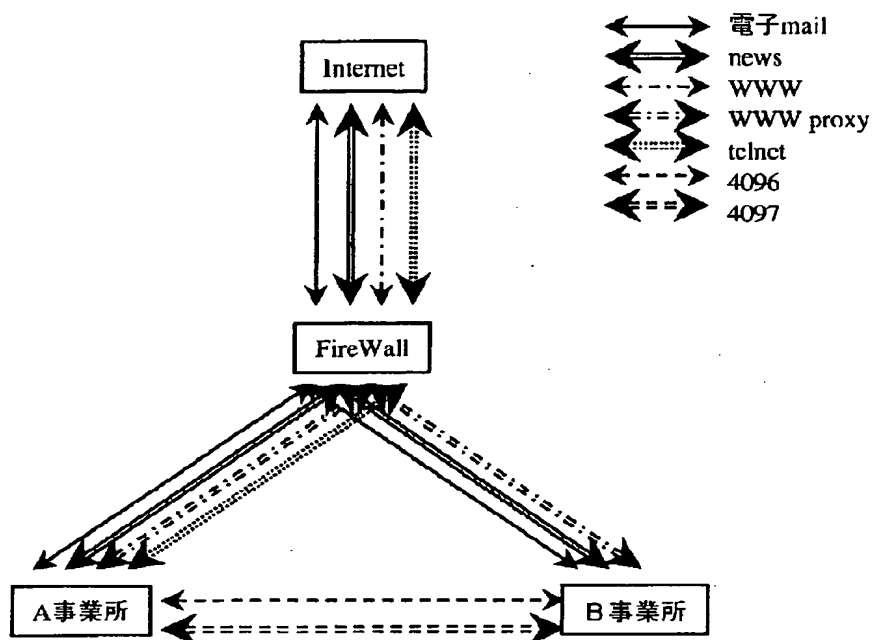 電子mail
news
WWW
WWW proxy
telnet
4096
4097
Internet
FireWall
A事業所
B事業所